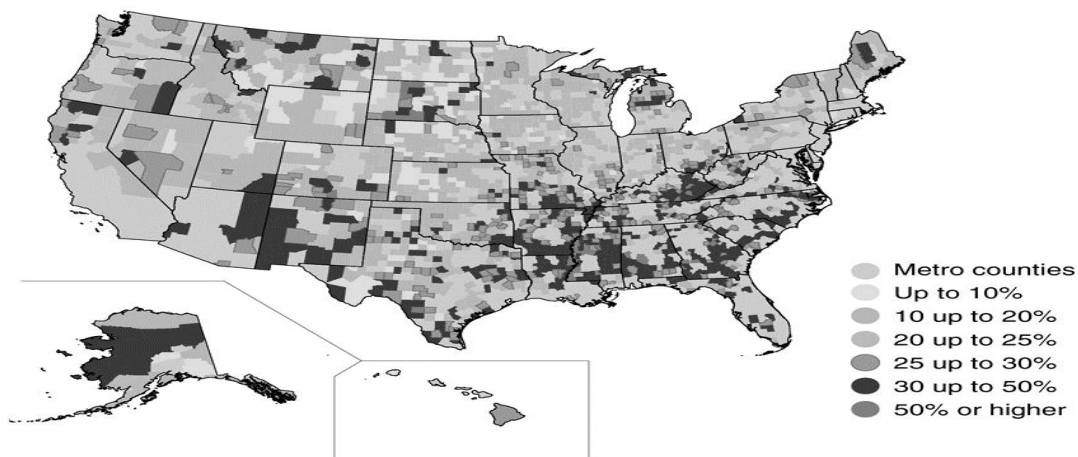 Metro counties
Up to 10%
10 up to 20%
20 up to 25%
25 up to 30%
30 up to 50%
50% or higher